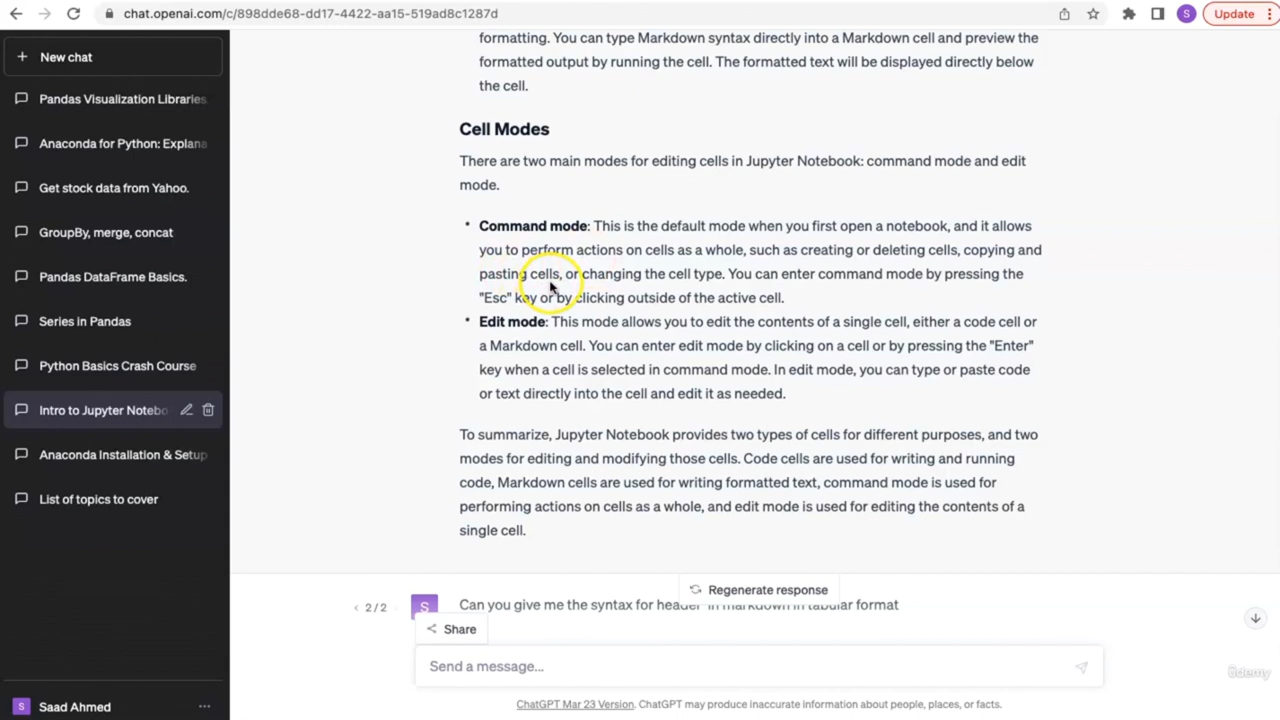 chat.openai.com/c/898dde68-dd17-4422-aa15-519ad8c1287d
S
Update
New chat
Pandas Visualization Libraries
Anaconda for Python: Explana
Get stock data from Yahoo.
GroupBy, merge, concat
Pandas DataFrame Basics.
Series in Pandas
Python Basics Crash Course
Intro to Jupyter Notebo
Anaconda Installation & Setup
List of topics to cover
S Saad Ahmed
formatting. You can type Markdown syntax directly into a Markdown cell and preview the
formatted output by running the cell. The formatted text will be displayed directly below
the cell.
Cell Modes
There are two main modes for editing cells in Jupyter Notebook: command mode and edit
mode.
• Command mode: This is the default mode when you first open a notebook, and it allows
you to perform actions on cells as a whole, such as creating or deleting cells, copying and
pasting cells, or changing the cell type. You can enter command mode by pressing the
"Esc" key or by clicking outside of the active cell.
• Edit mode: This mode allows you to edit the contents of a single cell, either a code cell or
a Markdown cell. You can enter edit mode by clicking on a cell or by pressing the "Enter"
key when a cell is selected in command mode. In edit mode, you can type or paste code
or text directly into the cell and edit it as needed.
To summarize, Jupyter Notebook provides two types of cells for different purposes, and two
modes for editing and modifying those cells. Code cells are used for writing and running
code, Markdown cells are used for writing formatted text, command mode is used for
performing actions on cells as a whole, and edit mode is used for editing the contents of a
single cell.
Regenerate response
< 2/2 S Can you give me the syntax for header in markdown in tabular format
Share
Send a message...
ûdemy
ChatGPT Mar 23 Version. ChatGPT may produce inaccurate information about people, places, or facts.